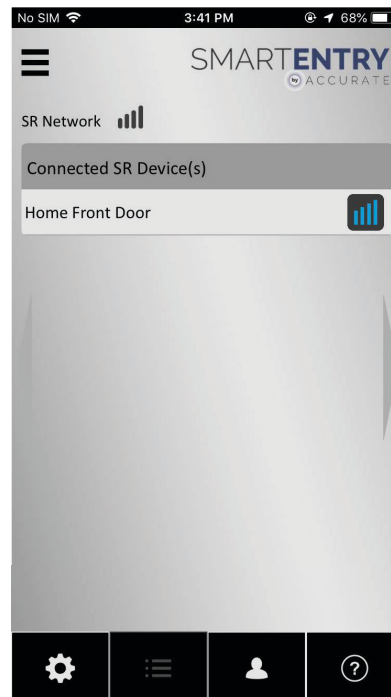 No SIM 3:41 PM 68%
SMARTENTRY
by ACCURATE
SR Network
Connected SR Device(s)
Home Front Door
?